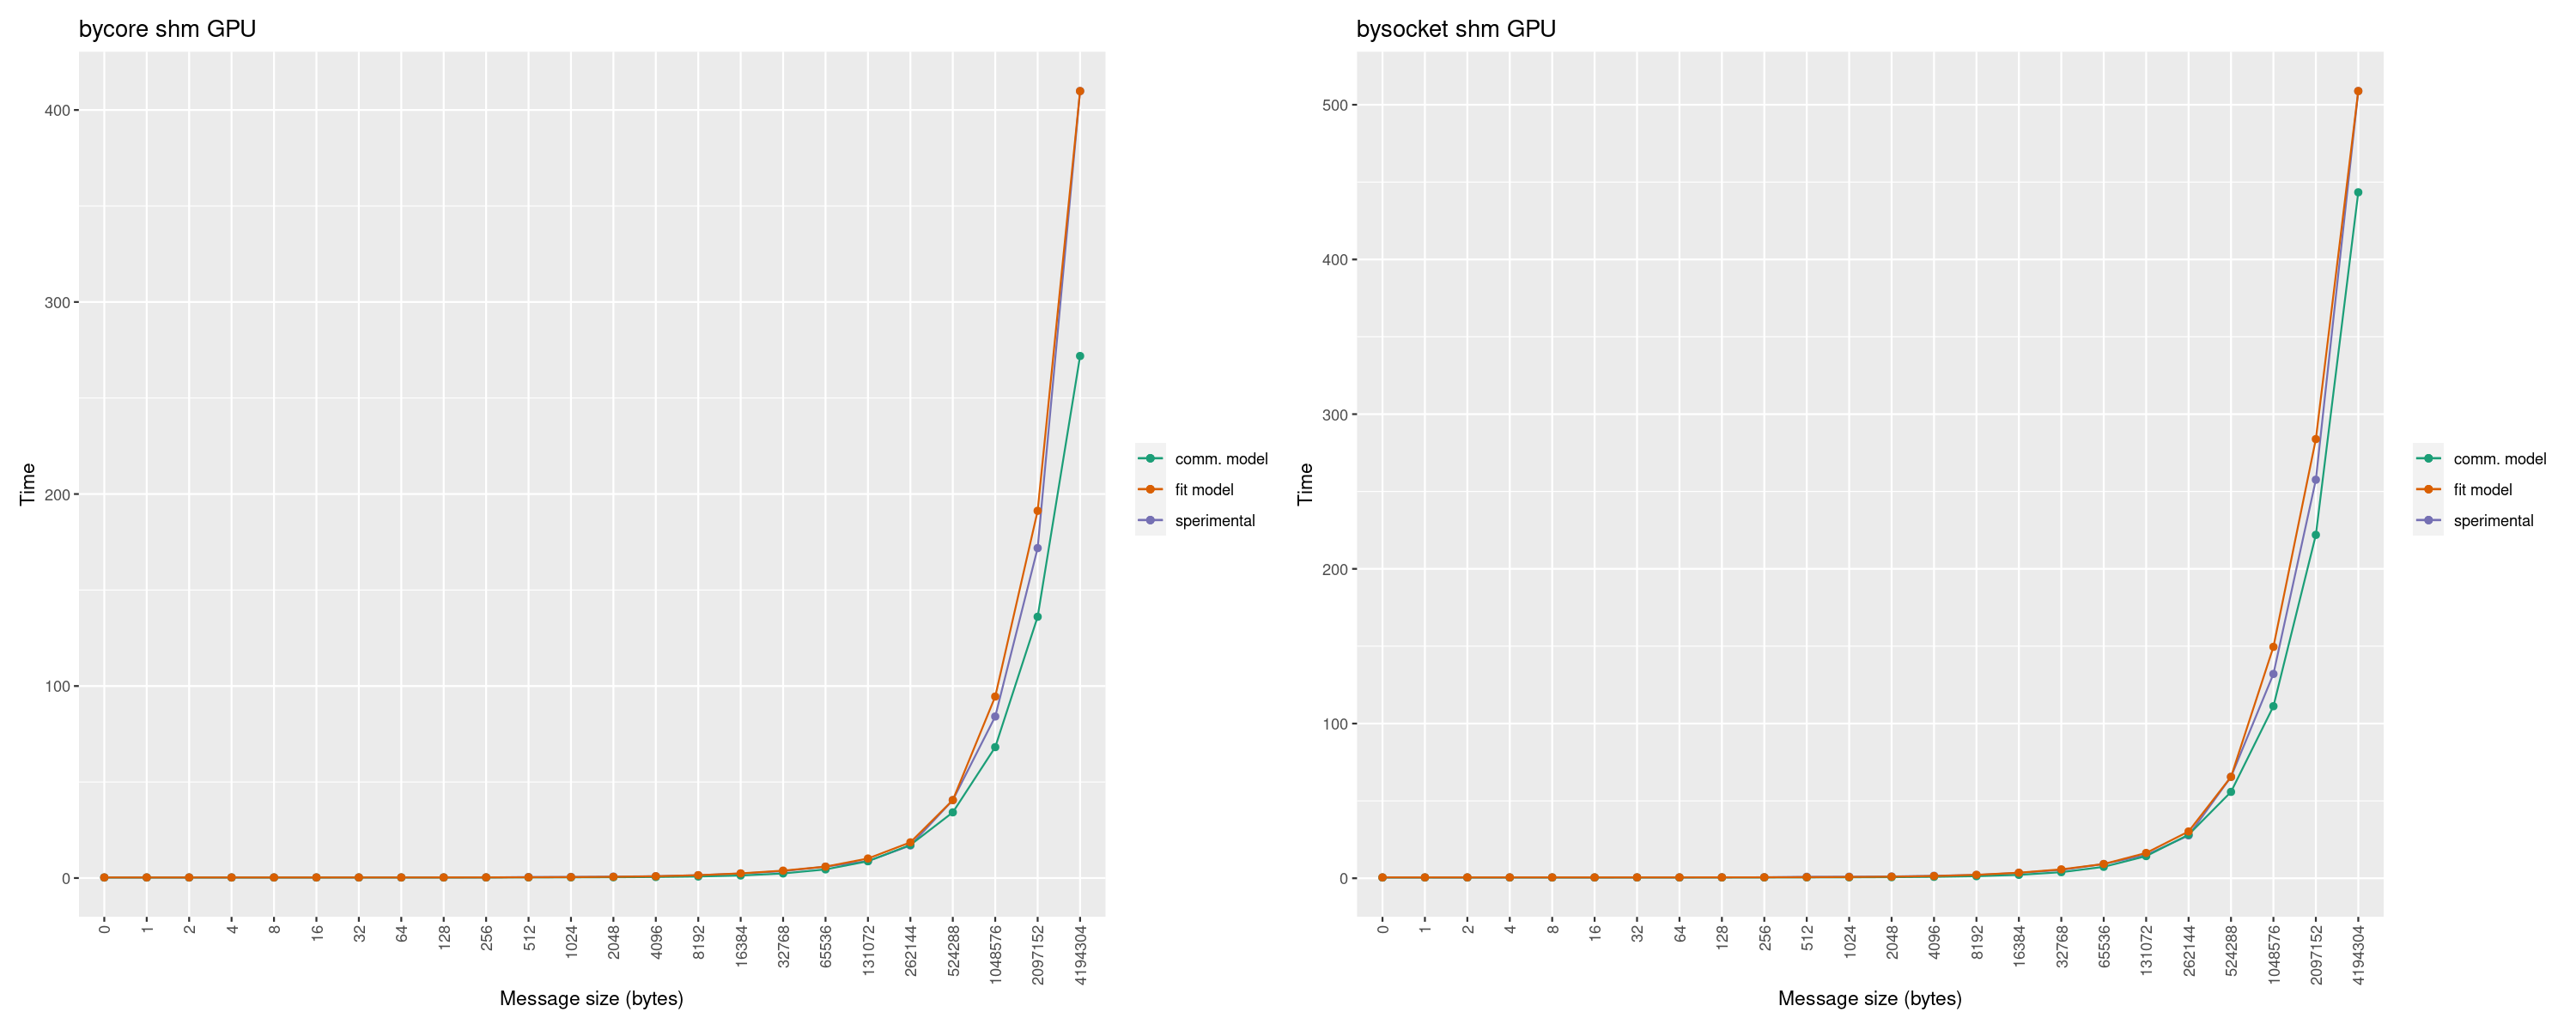 bycore shm GPU
Time
400
300
200
100
0
0 1 2 4 8 16 32 64 128 256 512 1024 2048 4096 8192 16384 32768 65536 131072 262144 524288 1048576 2097152 4194304
Message size (bytes)
comm. model
fit model
sperimental
bysocket shm GPU
Time
500
400
300
200
100
0
0 1 2 4 8 16 32 64 128 256 512 1024 2048 4096 8192 16384 32768 65536 131072 262144 524288 1048576 2097152 4194304
Message size (bytes)
comm. model
fit model
sperimental